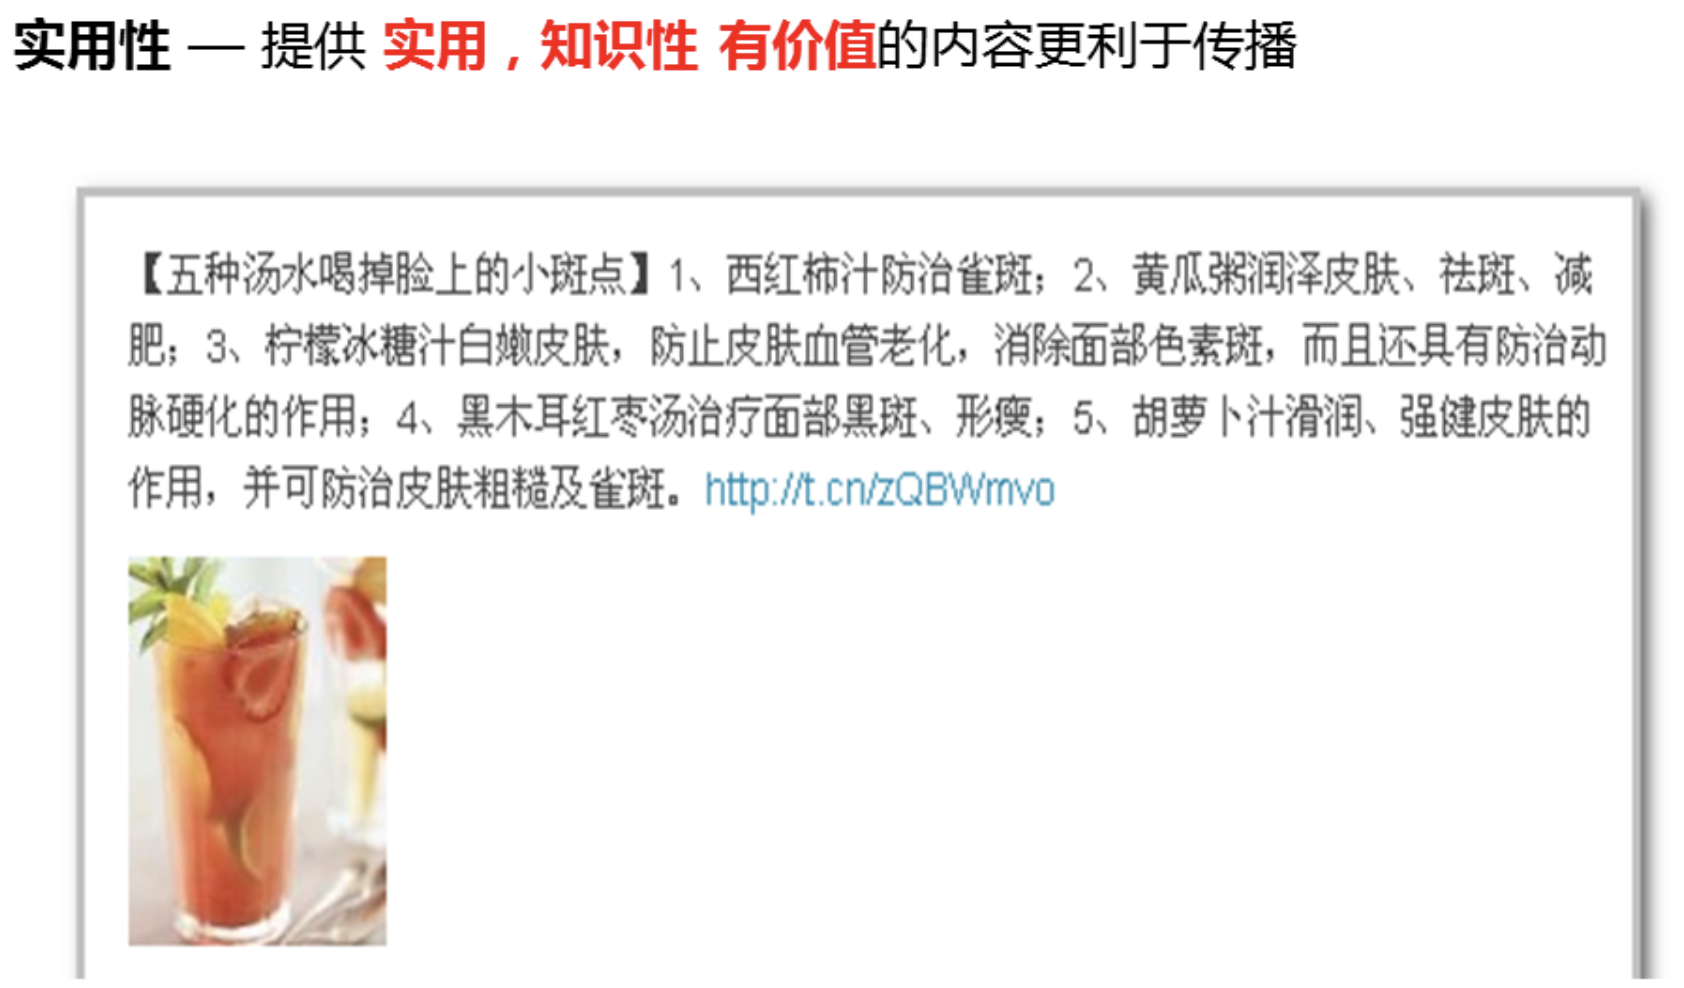 实用性 — 提供 实用，知识性 有价值的内容更利于传播
【五种汤水喝掉脸上的小斑点】1、西红柿汁防治雀斑；2、黄瓜粥润泽皮肤、祛斑、减
肥；3、柠檬冰糖汁白嫩皮肤，防止皮肤血管老化，消除面部色素斑，而且还具有防治动
脉硬化的作用；4、黑木耳红枣汤治疗面部黑斑、形瘦；5、胡萝卜汁滑润、强健皮肤的
作用，并可防治皮肤粗糙及雀斑。http://t.cn/zQBWmvo